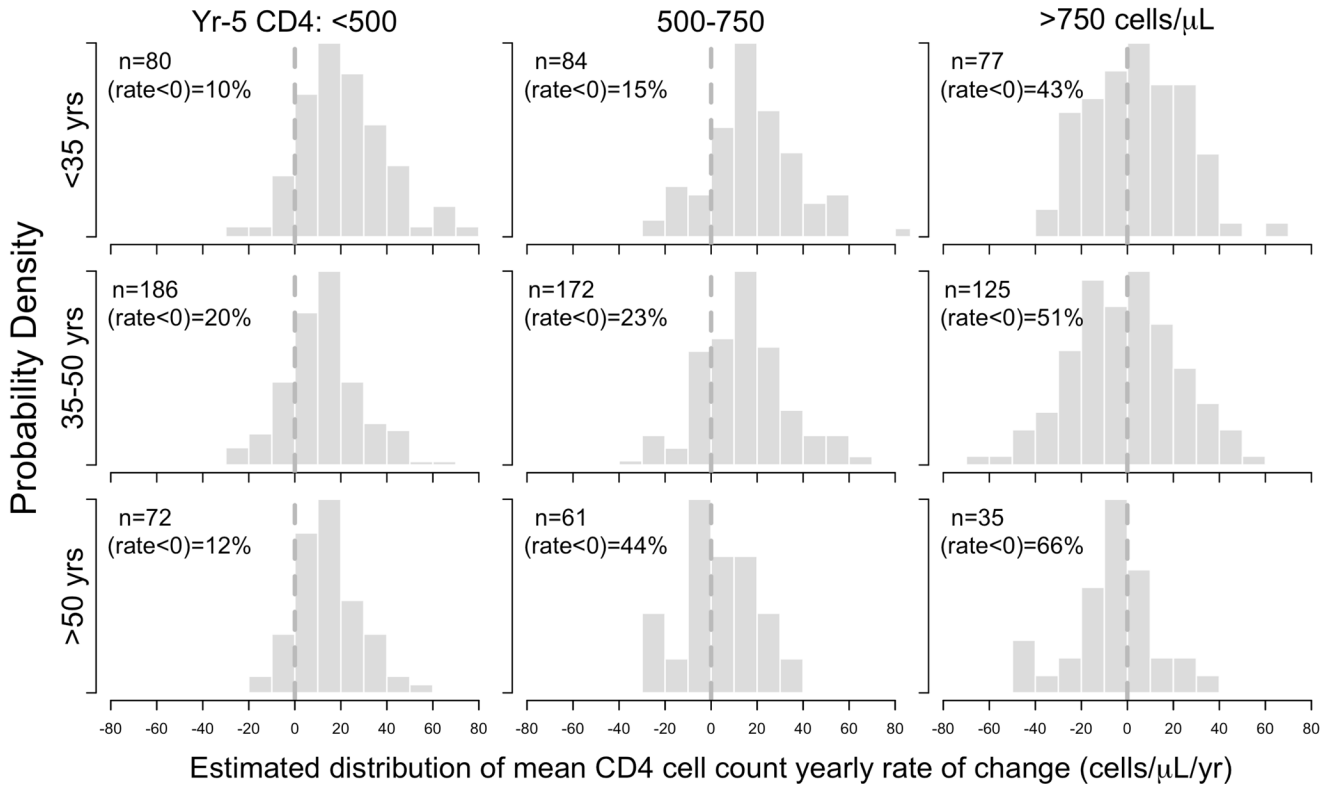 Yr-5 CD4: <500
500-750
>750 cells/μL
Probability Density
<35 yrs
n=80
(rate<0)=10%
n=84
(rate<0)=15%
n=77
(rate<0)=43%
35-50 yrs
n=186
(rate<0)=20%
n=172
(rate<0)=23%
n=125
(rate<0)=51%
>50 yrs
n=72
(rate<0)=12%
n=61
(rate<0)=44%
n=35
(rate<0)=66%
-80 -60 -40 -20 0 20 40 60 80
-80 -60 -40 -20 0 20 40 60 80
-80 -60 -40 -20 0 20 40 60 80
Estimated distribution of mean CD4 cell count yearly rate of change (cells/μL/yr)